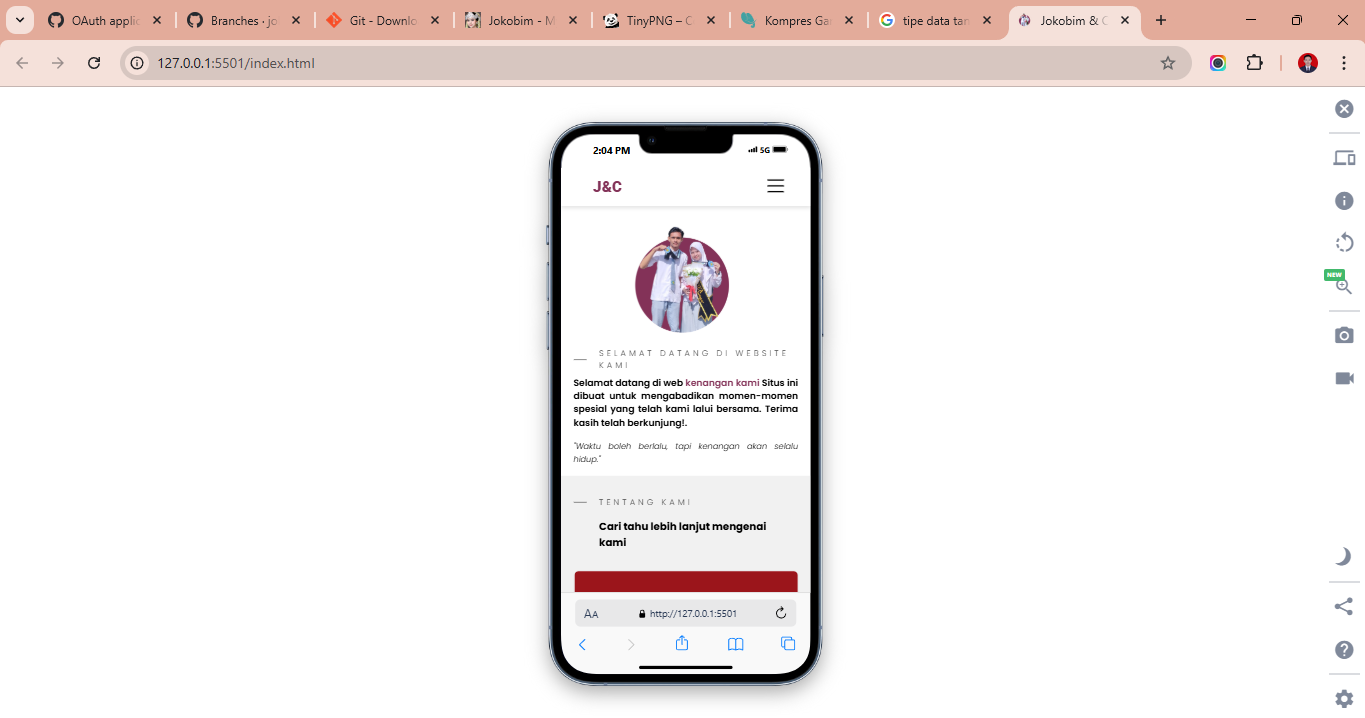 OAuth applic
Branches · jo
Git - Downlo
Jokobim - M
TinyPNG – C
Kompres Ga
tipe data tan
Jokobim & C
127.0.0.1:5501/index.html
2:04 PM
5G
J&C
NEW
SELAMAT DATANG DI WEBSITE
KAMI
Selamat datang di web kenangan kami Situs ini
dibuat untuk mengabadikan momen-momen
spesial yang telah kami lalui bersama. Terima
kasih telah berkunjung!.
"Waktu boleh berlalu, tapi kenangan akan selalu
hidup."
TENTANG KAMI
Cari tahu lebih lanjut mengenai
kami
AA
http://127.0.0.1:5501